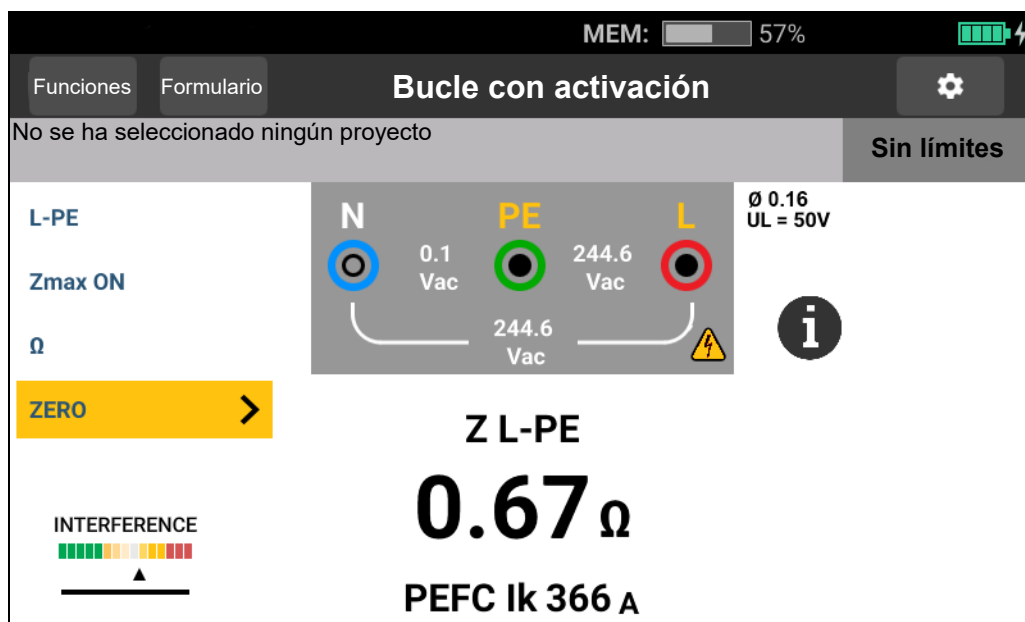 MEM: 57%
Funciones Formulario Bucle con activación
No se ha seleccionado ningún proyecto
Sin límites
L-PE
Zmax ON
Ω
ZERO
INTERFERENCE
N PE L
0.1 Vac
244.6 Vac
244.6 Vac
Ø 0.16
UL = 50V
i
Z L-PE
0.67 Ω
PEFC Ik 366 A